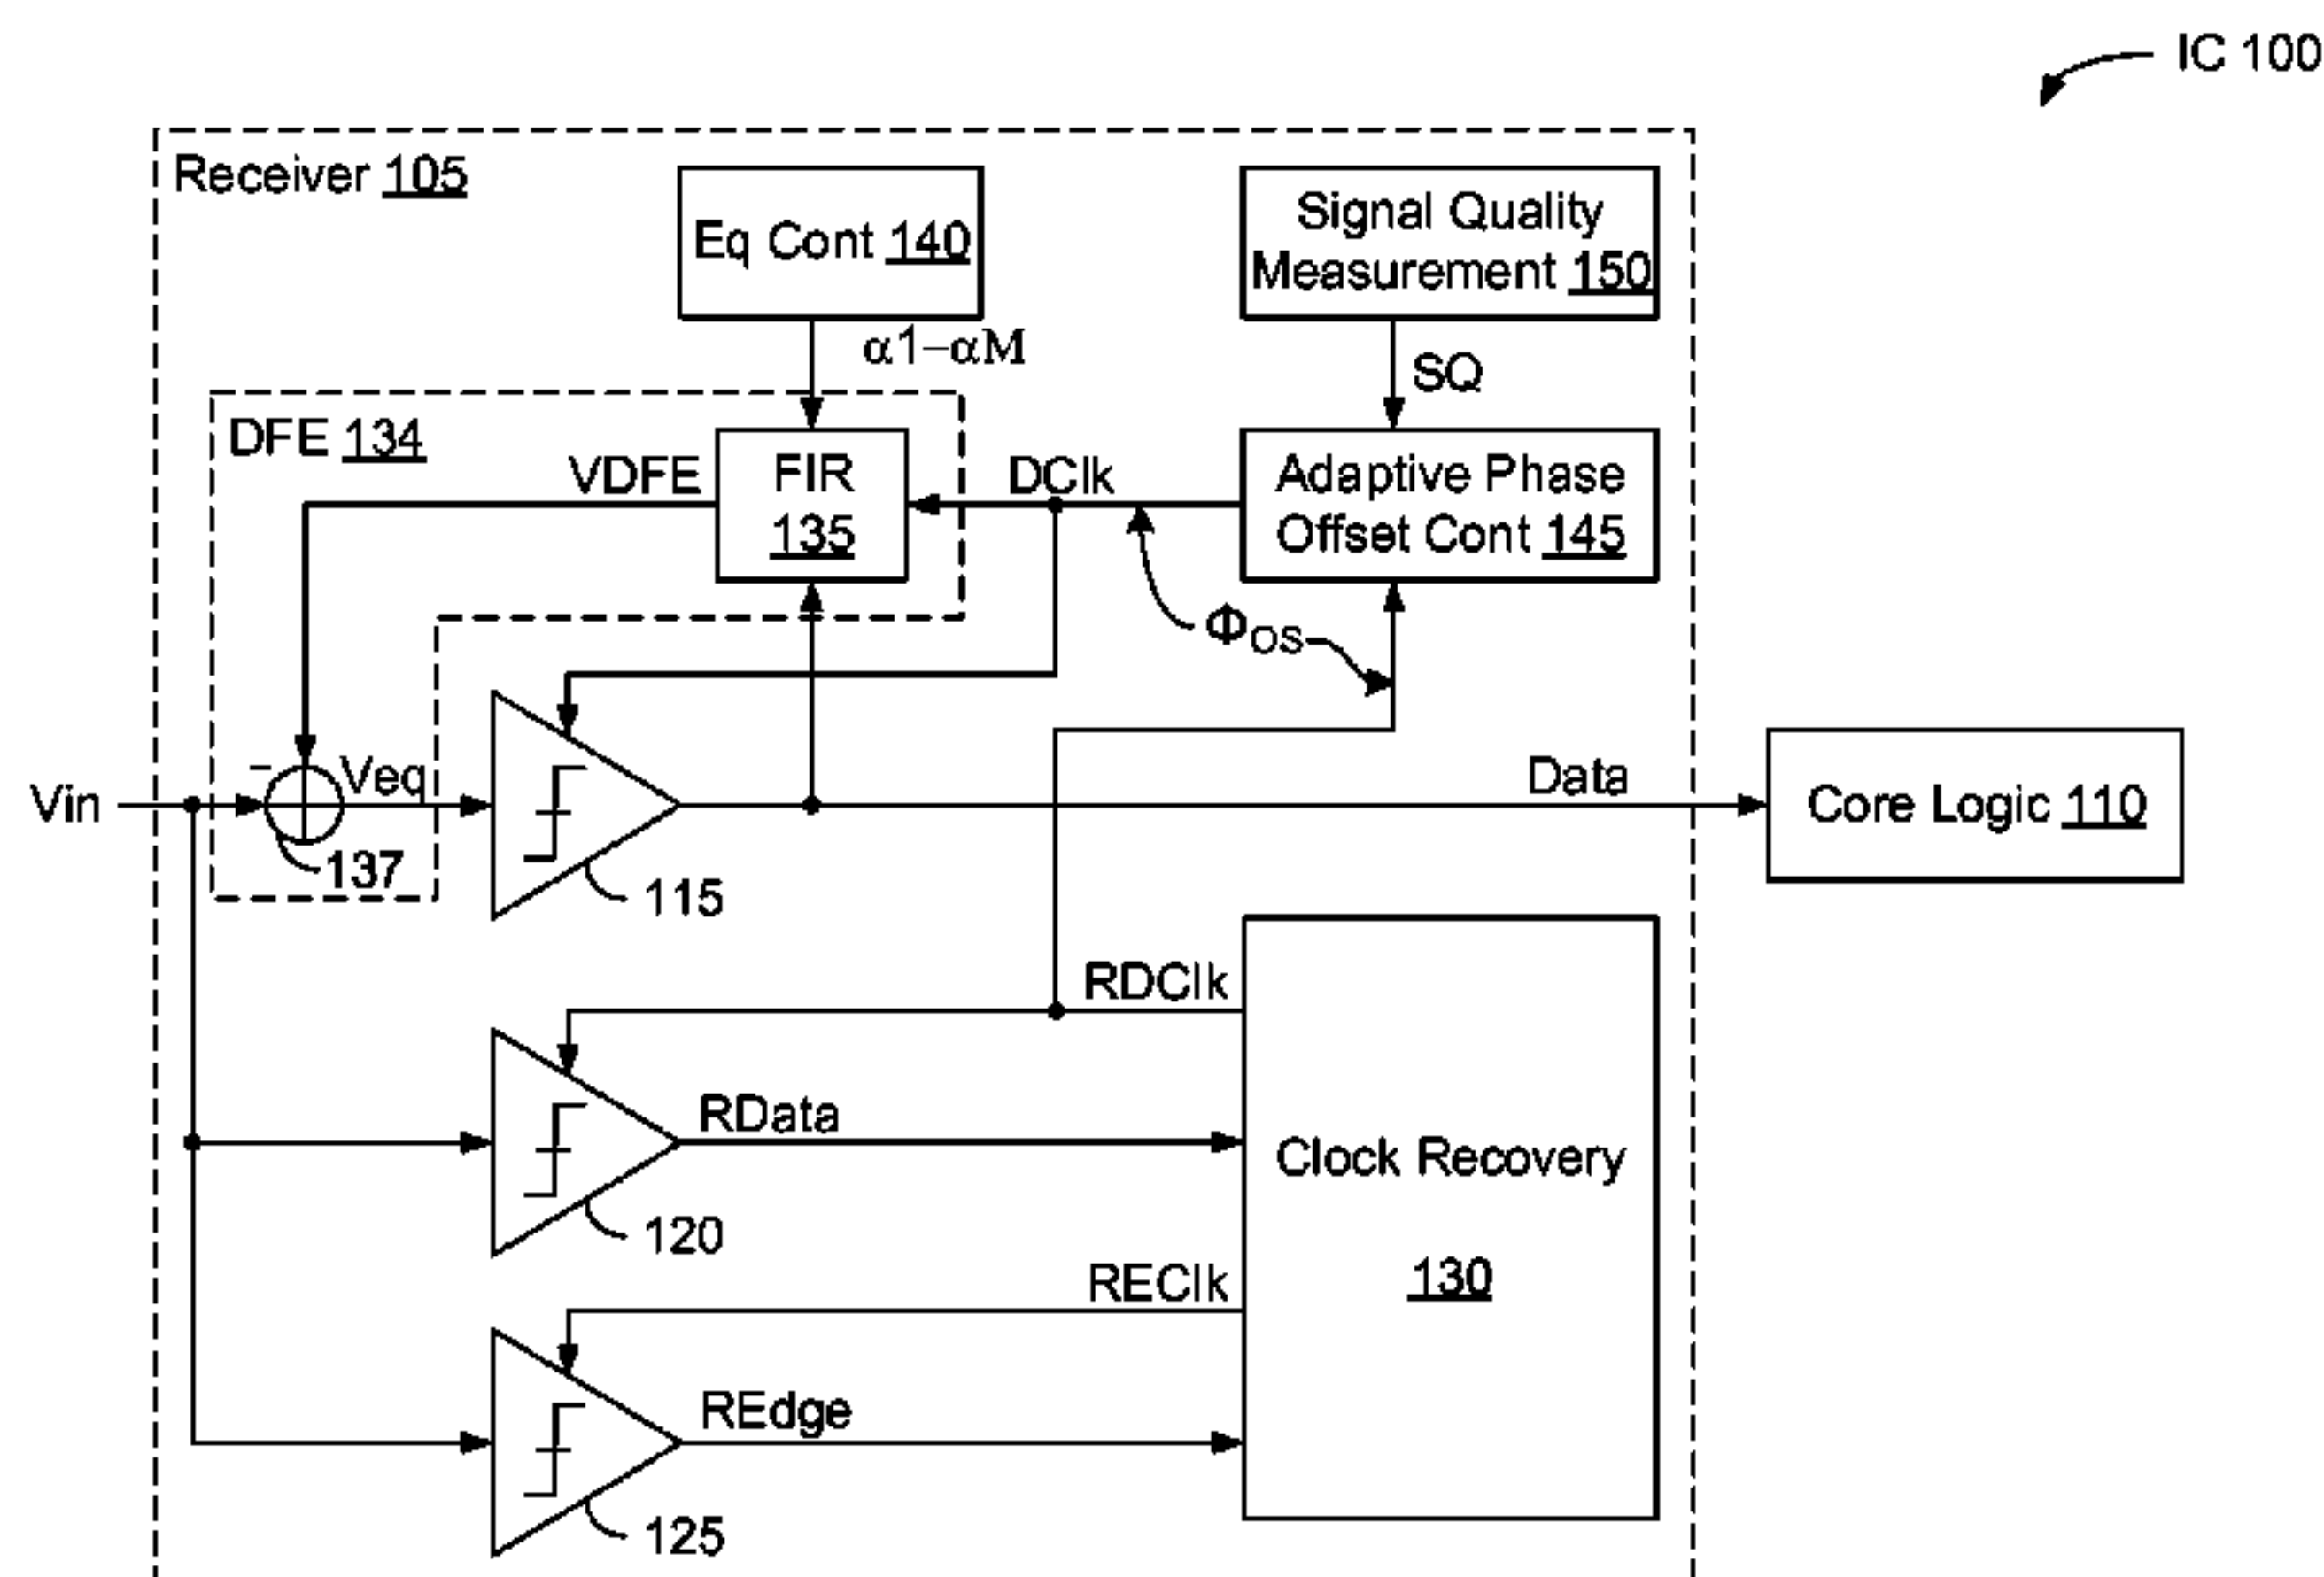 IC 100
Receiver 105
Eq Cont 140
Signal Quality
Measurement 150
α1–αM
SQ
DFE 134
VDFE
FIR
135
DClk
Adaptive Phase
Offset Cont 145
ΦOS
Vin
Veq
Data
Core Logic 110
137
115
RDClk
RData
Clock Recovery
120
130
REClk
REdge
125